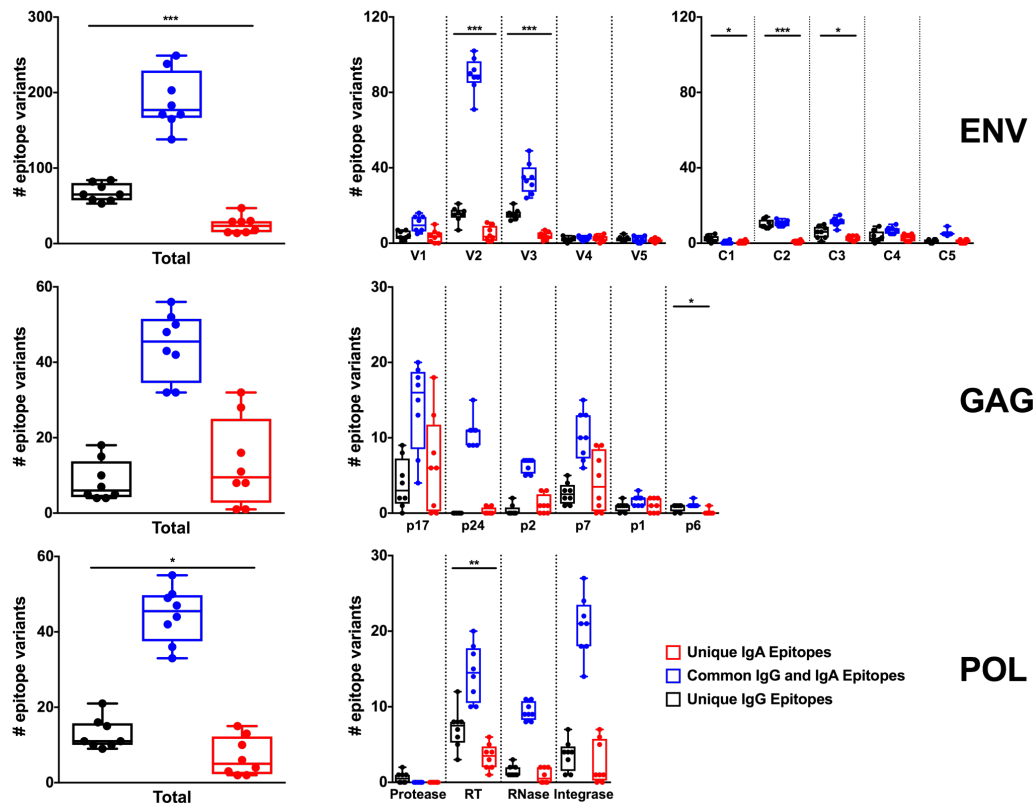 300
200
100
0
# epitope variants
***
Total
120
80
40
0
# epitope variants
***
***
V1 V2 V3 V4 V5
120
80
40
0
*
***
*
C1 C2 C3 C4 C5
ENV
60
40
20
0
# epitope variants
Total
30
20
10
0
# epitope variants
*
p17 p24 p2 p7 p1 p6
GAG
60
40
20
0
# epitope variants
*
Total
30
20
10
0
# epitope variants
**
Protease RT RNase Integrase
Unique IgA Epitopes
Common IgG and IgA Epitopes
Unique IgG Epitopes
POL